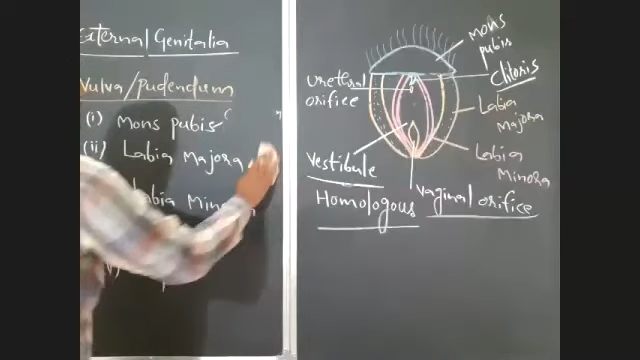 External Genitalia
Vulva/pudendum
(i) Mons pubis
(ii) Labia Majora
Labia Minora
Mons
pubis
Clitoris
Urethral
orifice
Labia
Majora
Labia
Minora
Vestibule
Vaginal orifice
Homologous